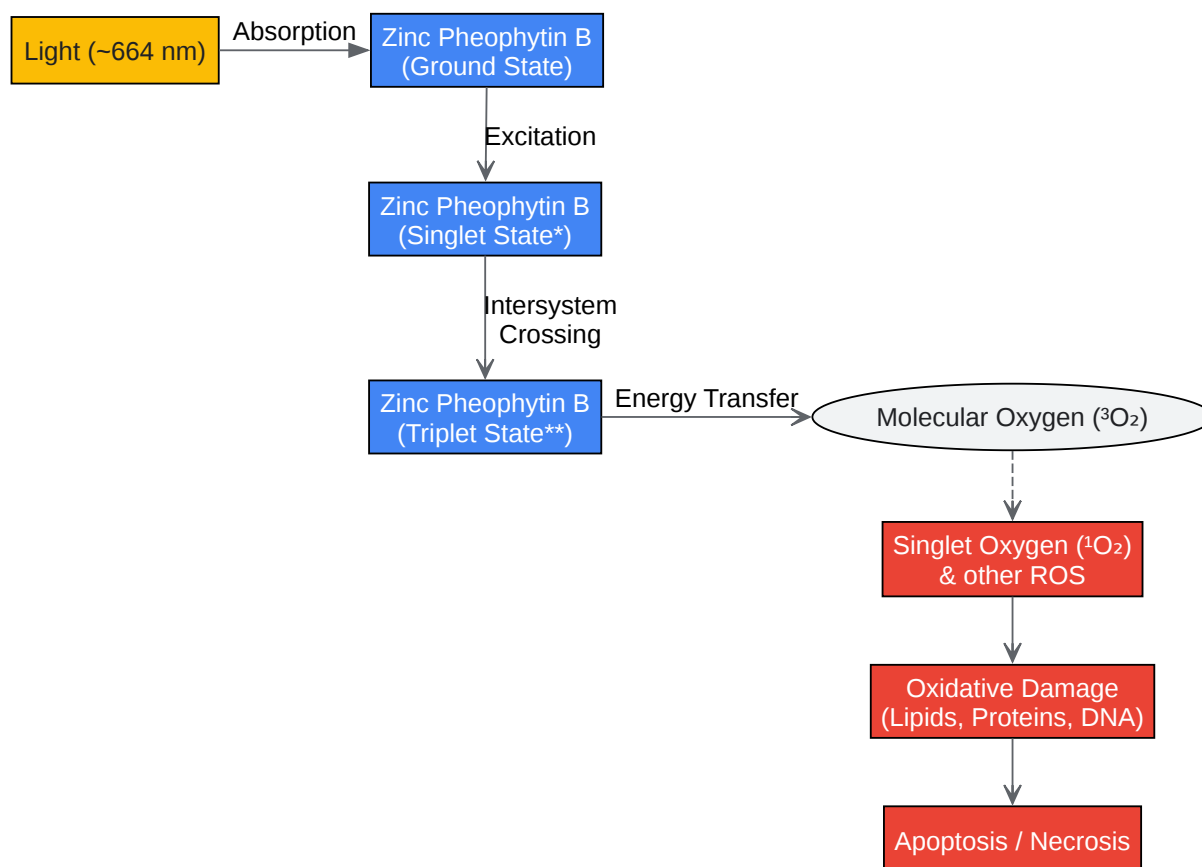 Light (~664 nm)
Absorption
Zinc Pheophytin B
(Ground State)
Excitation
Zinc Pheophytin B
(Singlet State*)
Intersystem
Crossing
Zinc Pheophytin B
(Triplet State**)
Energy Transfer
Molecular Oxygen (³O₂)
Singlet Oxygen (¹O₂)
& other ROS
Oxidative Damage
(Lipids, Proteins, DNA)
Apoptosis / Necrosis